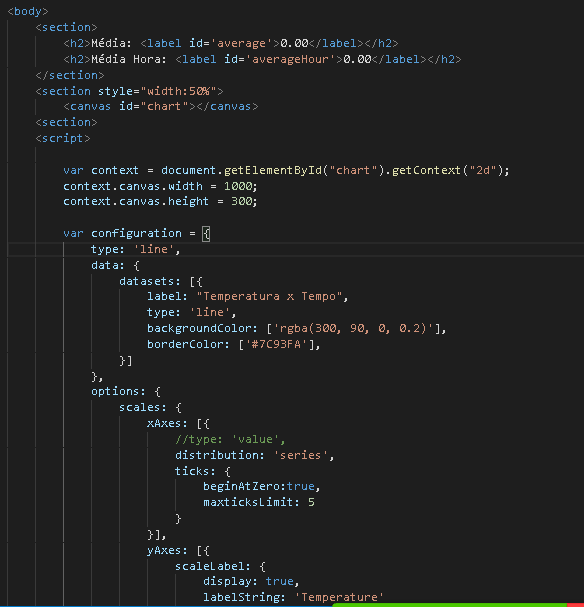 <body>
<section>
<h2>Média: <label id='average'>0.00</label></h2>
<h2>Média Hora: <label id='averageHour'>0.00</label></h2>
</section>
<section style="width:50%">
<canvas id="chart"></canvas>
<section>
<script>
var context = document.getElementById("chart").getContext("2d");
context.canvas.width = 1000;
context.canvas.height = 300;
var configuration = {
type: 'line',
data: {
datasets: [{
label: "Temperatura x Tempo",
type: 'line',
backgroundColor: ['rgba(300, 90, 0, 0.2)'],
borderColor: ['#7C93FA'],
}]
},
options: {
scales: {
xAxes: [{
//type: 'value',
distribution: 'series',
ticks: {
beginAtZero:true,
maxticksLimit: 5
}
}],
yAxes: [{
scaleLabel: {
display: true,
labelString: 'Temperature'